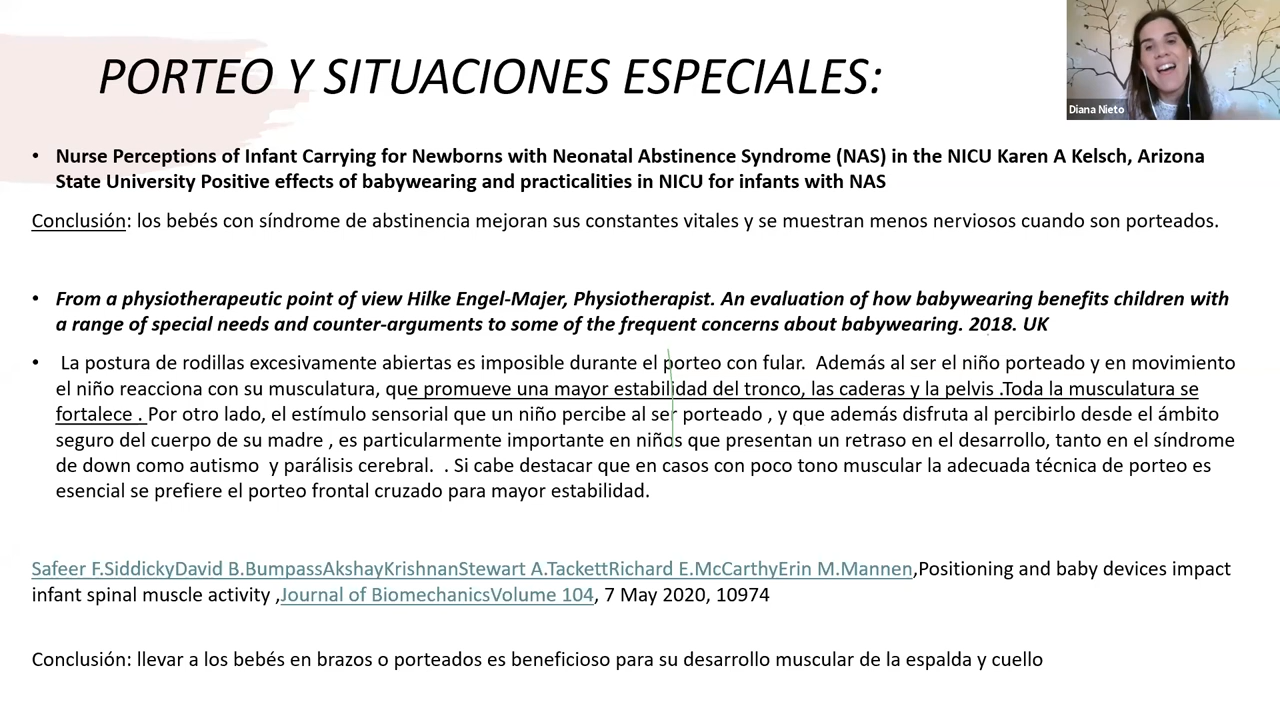 PORTEO Y SITUACIONES ESPECIALES:
Diana Nieto
• Nurse Perceptions of Infant Carrying for Newborns with Neonatal Abstinence Syndrome (NAS) in the NICU Karen A Kelsch, Arizona
State University Positive effects of babywearing and practicalities in NICU for infants with NAS
Conclusión: los bebés con síndrome de abstinencia mejoran sus constantes vitales y se muestran menos nerviosos cuando son porteados.
• From a physiotherapeutic point of view Hilke Engel-Majer, Physiotherapist. An evaluation of how babywearing benefits children with
a range of special needs and counter-arguments to some of the frequent concerns about babywearing. 2018. UK
• La postura de rodillas excesivamente abiertas es imposible durante el porteo con fular. Además al ser el niño porteado y en movimiento
el niño reacciona con su musculatura, que promueve una mayor estabilidad del tronco, las caderas y la pelvis .Toda la musculatura se
fortalece . Por otro lado, el estímulo sensorial que un niño percibe al ser porteado , y que además disfruta al percibirlo desde el ámbito
seguro del cuerpo de su madre , es particularmente importante en niños que presentan un retraso en el desarrollo, tanto en el síndrome
de down como autismo y parálisis cerebral. . Si cabe destacar que en casos con poco tono muscular la adecuada técnica de porteo es
esencial se prefiere el porteo frontal cruzado para mayor estabilidad.
Safeer F.SiddickyDavid B.BumpassAkshayKrishnanStewart A.TackettRichard E.McCarthyErin M.Mannen,Positioning and baby devices impact
infant spinal muscle activity ,Journal of BiomechanicsVolume 104, 7 May 2020, 10974
Conclusión: llevar a los bebés en brazos o porteados es beneficioso para su desarrollo muscular de la espalda y cuello